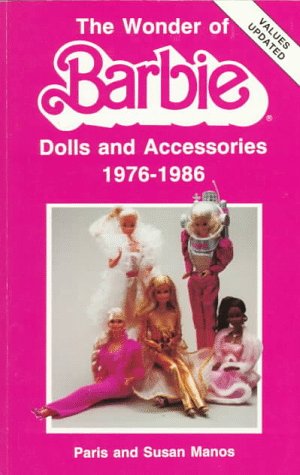 The Wonder of
VALUES
UPDATED
Barbie®
Dolls and Accessories
1976-1986
Paris and Susan Manos